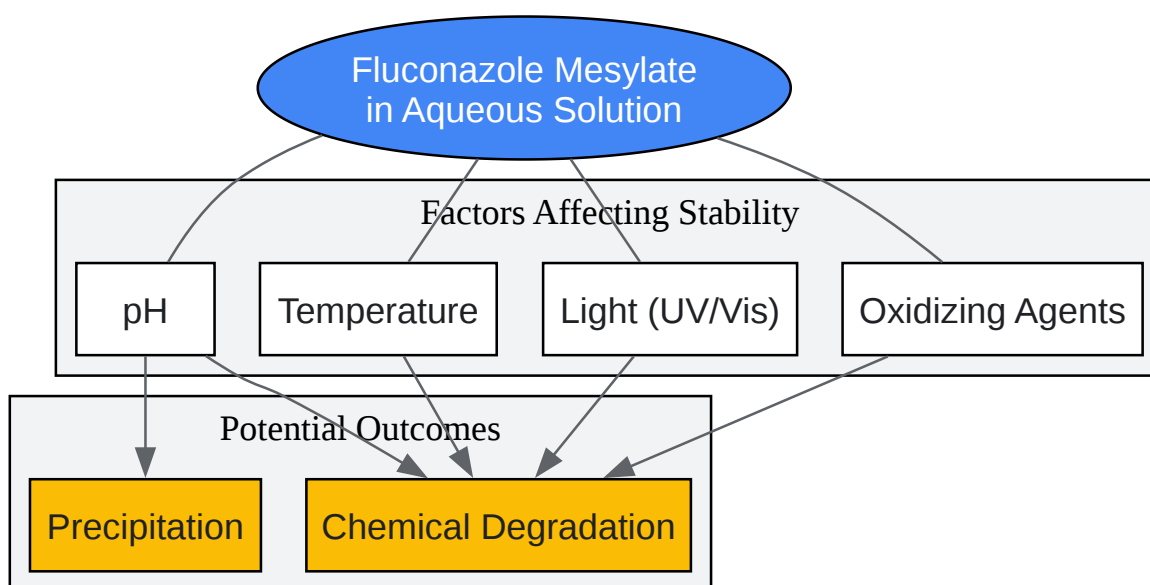 Fluconazole Mesylate
in Aqueous Solution
Factors Affecting Stability
pH
Temperature
Light (UV/Vis)
Oxidizing Agents
Potential Outcomes
Precipitation
Chemical Degradation